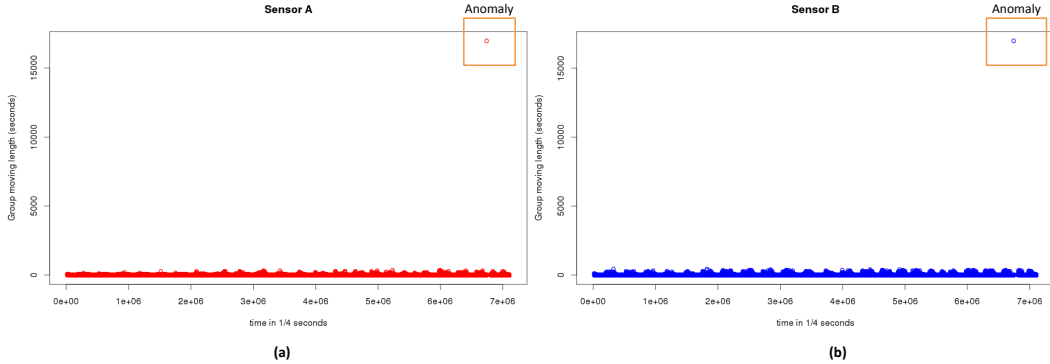 Sensor A
Anomaly
Group moving length (seconds)
15000
10000
5000
0
0e+00 1e+06 2e+06 3e+06 4e+06 5e+06 6e+06 7e+06
time in 1/4 seconds
(a)
Sensor B
Anomaly
Group moving length (seconds)
15000
10000
5000
0
0e+00 1e+06 2e+06 3e+06 4e+06 5e+06 6e+06 7e+06
time in 1/4 seconds
(b)